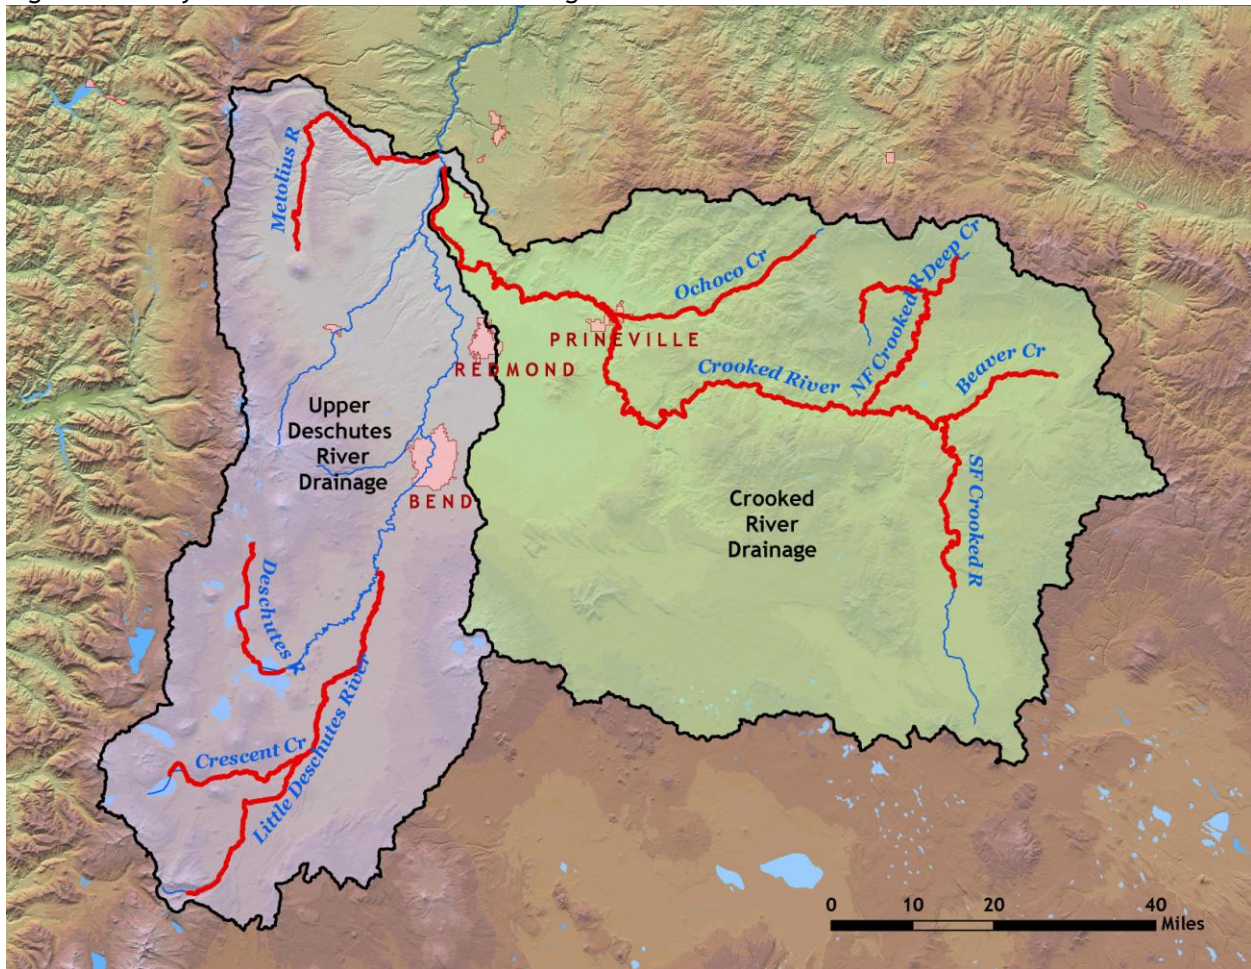 Metolius R
Ochoco Cr
NF Crooked R
Deep Cr
PRINEVILLE
REDMOND
Crooked River
Beaver Cr
Upper
Deschutes
River
Drainage
BEND
Crooked
River
Drainage
SF Crooked R
Deschutes R
Crescent Cr
Little Deschutes River
0 10 20 40
Miles